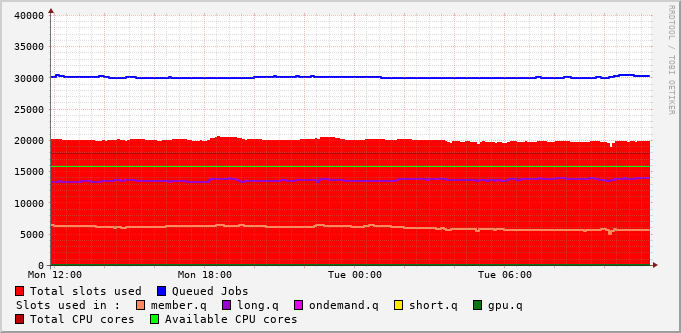 40000
35000
30000
25000
20000
15000
10000
5000
0
Mon 12:00 Mon 18:00 Tue 00:00 Tue 06:00
Total slots used Queued Jobs
Slots used in : member.q long.q ondemand.q short.q gpu.q
Total CPU cores Available CPU cores
RRDTOOL / TOBI OETIKER